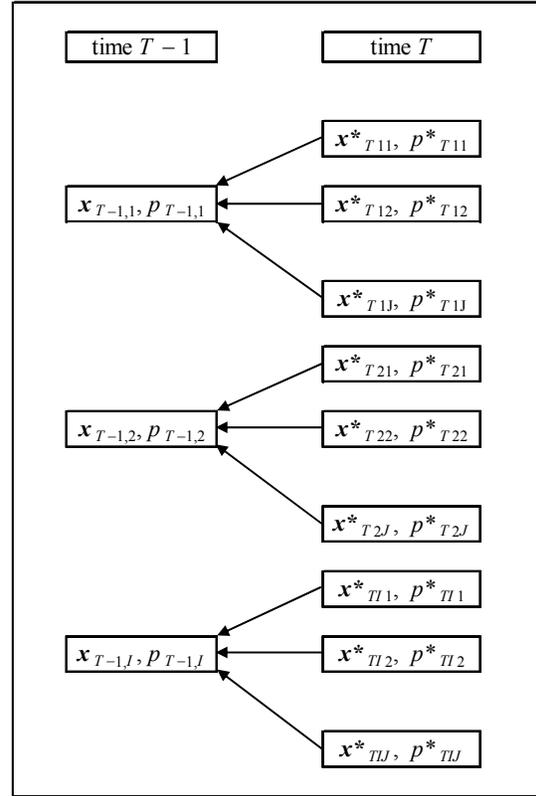 time T – 1 time T
x*T11, p*T11
xT−1,1, pT−1,1 x*T12, p*T12
x*T1J, p*T1J
x*T21, p*T21
xT−1,2, pT−1,2 x*T22, p*T22
x*T2J, p*T2J
x*TI1, p*TI1
xT−1,I, pT−1,I x*TI2, p*TI2
x*TIJ, p*TIJ